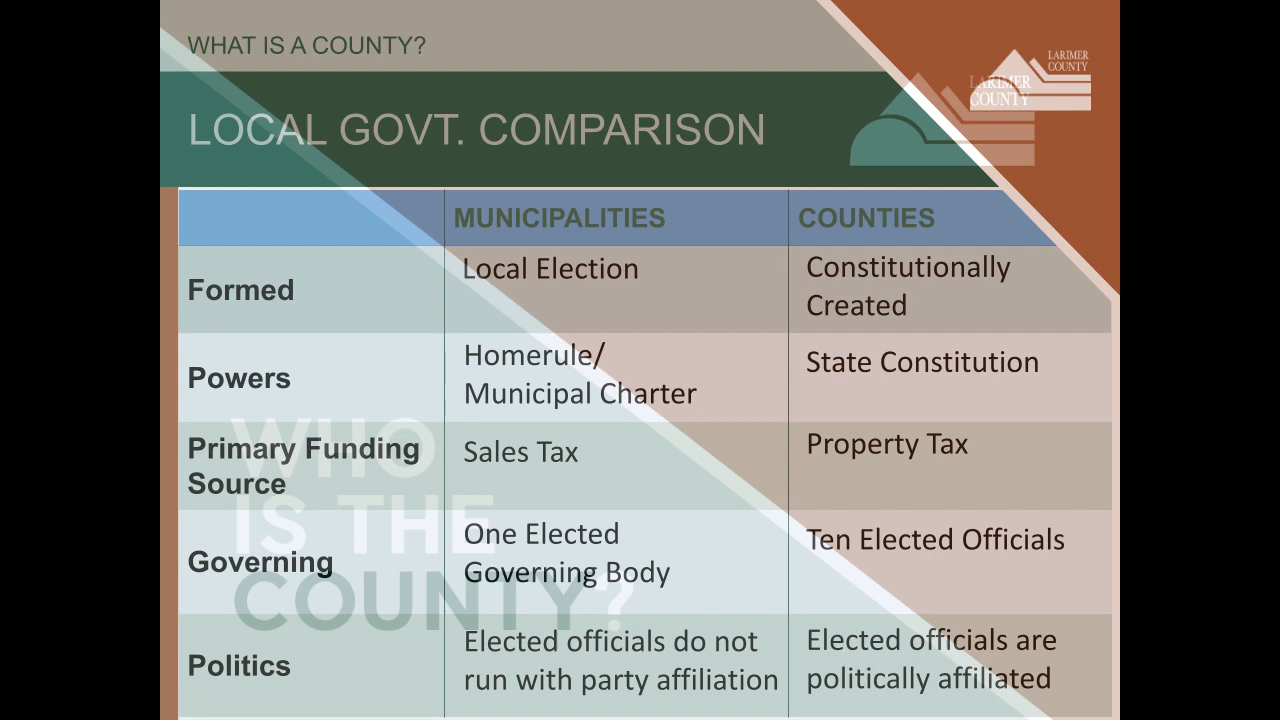 WHAT IS A COUNTY?
LARIMER
COUNTY
LARIMER
COUNTY
LOCAL GOVT. COMPARISON
MUNICIPALITIES COUNTIES
Formed Local Election Constitutionally
Created
Powers Homerule/
Municipal Charter State Constitution
Primary Funding
Source Sales Tax Property Tax
Governing One Elected
Governing Body Ten Elected Officials
Politics Elected officials do not
run with party affiliation Elected officials are
politically affiliated
WHO
IS THE
COUNTY?